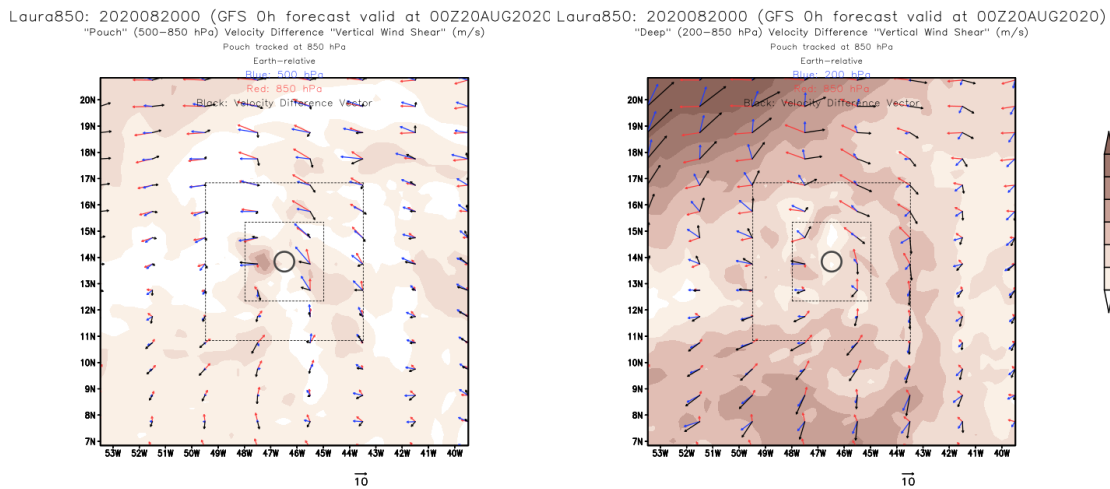 Laura850: 2020082000 (GFS 0h forecast valid at 00Z20AUG2020
"Pouch" (500-850 hPa) Velocity Difference "Vertical Wind Shear" (m/s)
Pouch tracked at 850 hPa
Earth-relative
Blue: 500 hPa
Red: 850 hPa
Black: Velocity Difference Vector
20N
19N
18N
17N
16N
15N
14N
13N
12N
11N
10N
9N
8N
7N
53W 52W 51W 50W 49W 48W 47W 46W 45W 44W 43W 42W 41W 40W
10
Laura850: 2020082000 (GFS 0h forecast valid at 00Z20AUG2020)
"Deep" (200-850 hPa) Velocity Difference "Vertical Wind Shear" (m/s)
Pouch tracked at 850 hPa
Earth-relative
Blue: 200 hPa
Red: 850 hPa
Black: Velocity Difference Vector
20N
19N
18N
17N
16N
15N
14N
13N
12N
11N
10N
9N
8N
7N
53W 52W 51W 50W 49W 48W 47W 46W 45W 44W 43W 42W 41W 40W
10